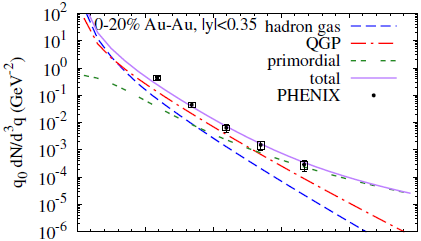 10^2
0-20% Au-Au, |y|<0.35 hadron gas
10^1
QGP
10^0
primordial
total
10^-1
PHENIX
10^-2
10^-3
10^-4
10^-5
10^-6
q_0 dN/d^3q (GeV^-2)